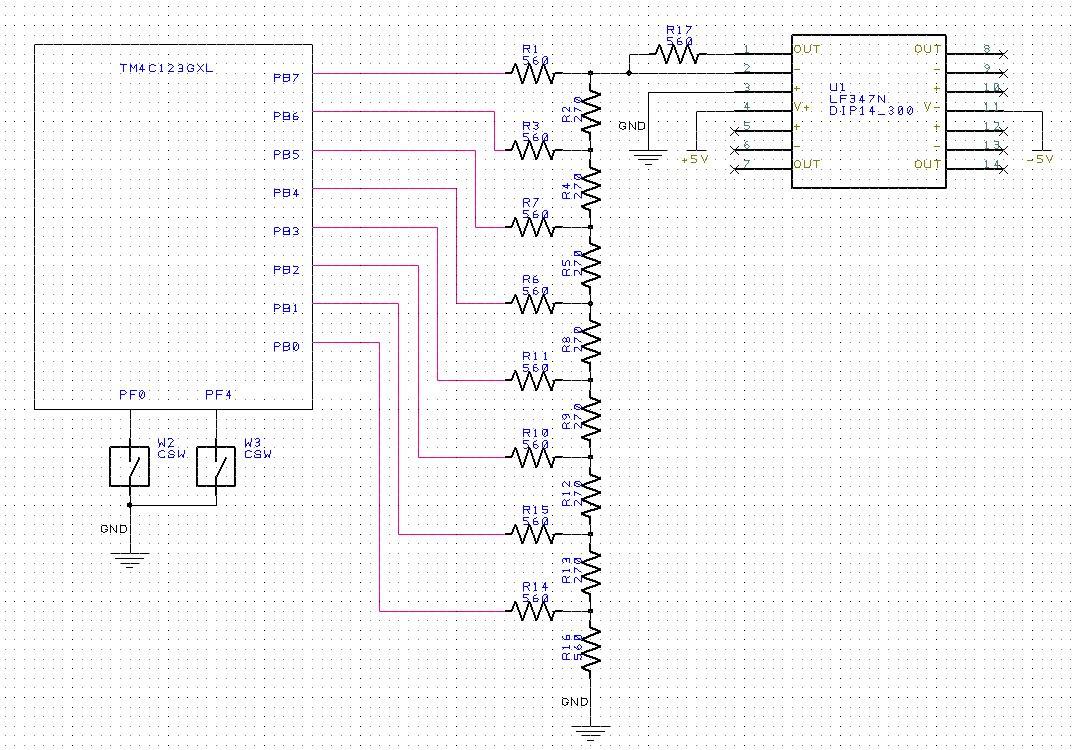 TM4C123GXL
PB7
PB6
PB5
PB4
PB3
PB2
PB1
PB0
PF0
PF4
W2
CSW
W3
CSW
GND
R1
560
R2
270
R3
560
R4
270
R7
560
R5
270
R6
560
R8
270
R11
560
R9
270
R10
560
R12
270
R15
560
R13
270
R14
560
R16
560
GND
R17
560
GND
+5V
1
2
3
4
5
6
7
OUT
-
+
V+
+
-
OUT
U1
LF347N
DIP14_300
OUT
-
+
V-
+
-
OUT
8
9
10
11
12
13
14
-5V